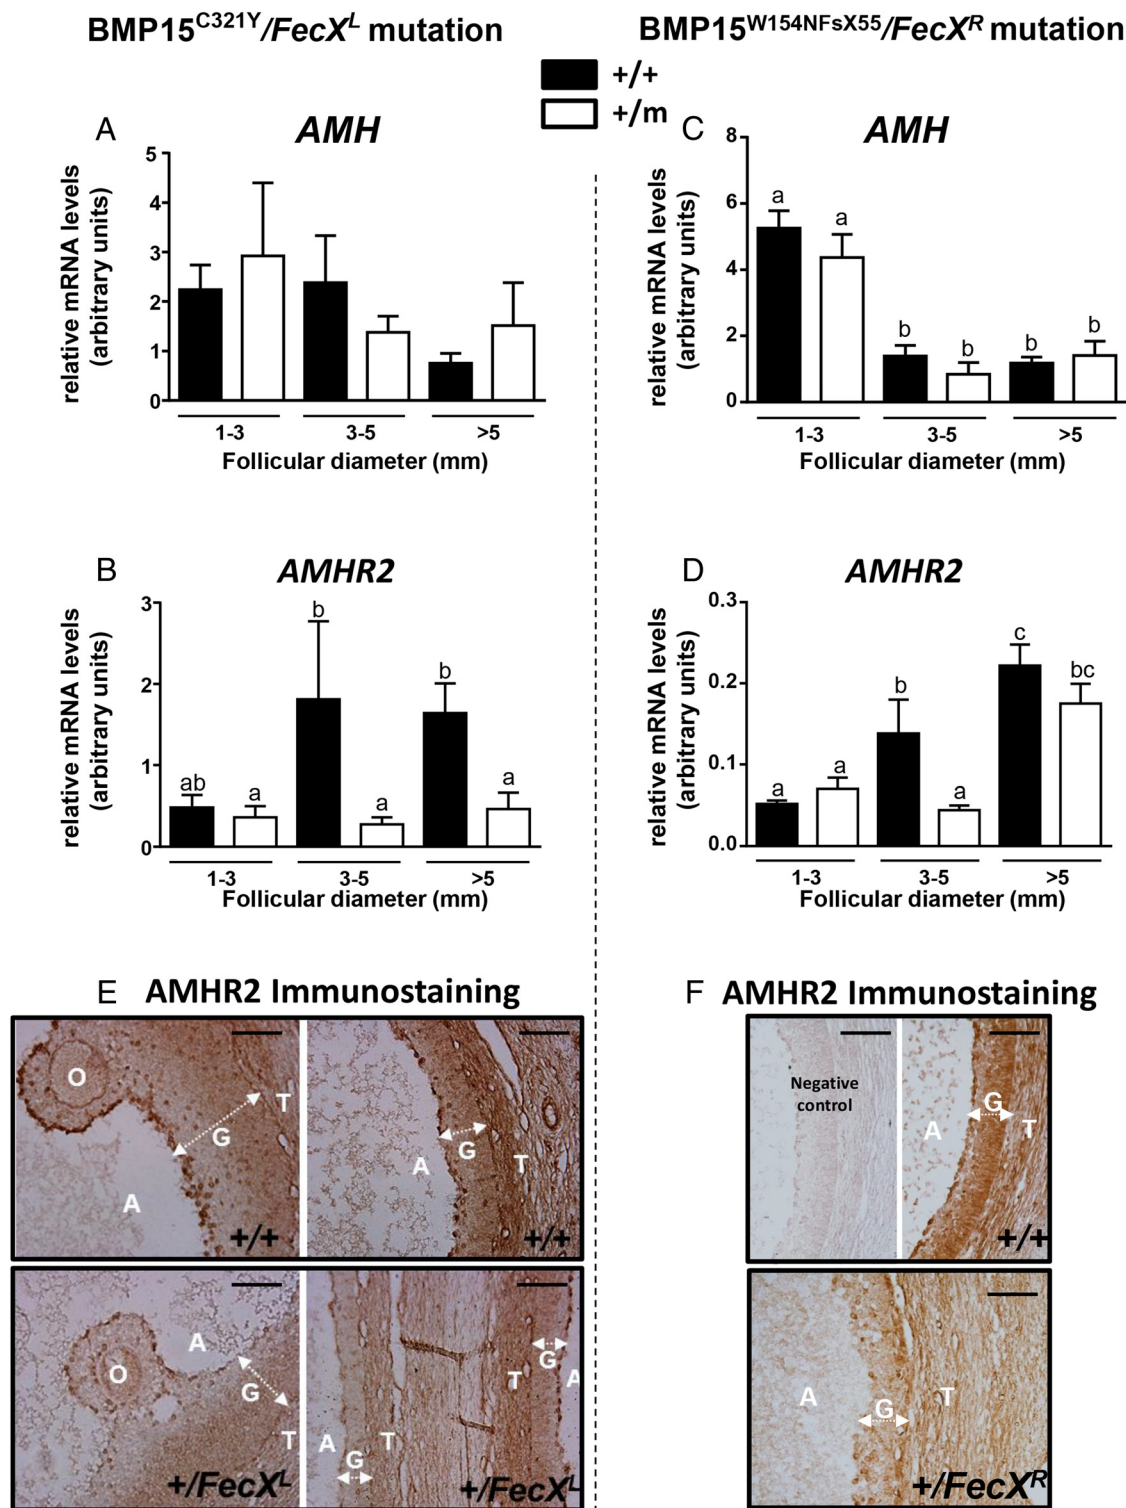 BMP15C321Y/FecXL mutation
BMP15W154NFsX55/FecXR mutation
+/+
+/m
A
AMH
relative mRNA levels
(arbitrary units)
5
4
3
2
1
0
1-3
3-5
>5
Follicular diameter (mm)
C
AMH
relative mRNA levels
(arbitrary units)
8
6
4
2
0
a
a
b
b
b
b
1-3
3-5
>5
Follicular diameter (mm)
B
AMHR2
relative mRNA levels
(arbitrary units)
3
2
1
0
ab
a
b
a
b
a
1-3
3-5
>5
Follicular diameter (mm)
D
AMHR2
relative mRNA levels
(arbitrary units)
0.3
0.2
0.1
0.0
a
a
b
a
c
bc
1-3
3-5
>5
Follicular diameter (mm)
E AMHR2 Immunostaining
O
T
G
A
+/+
A
G
T
+/+
O
A
G
T
+/FecXL
A
G
T
T
G
A
+/FecXL
F AMHR2 Immunostaining
Negative
control
A
G
T
+/+
A
G
T
+/FecXR